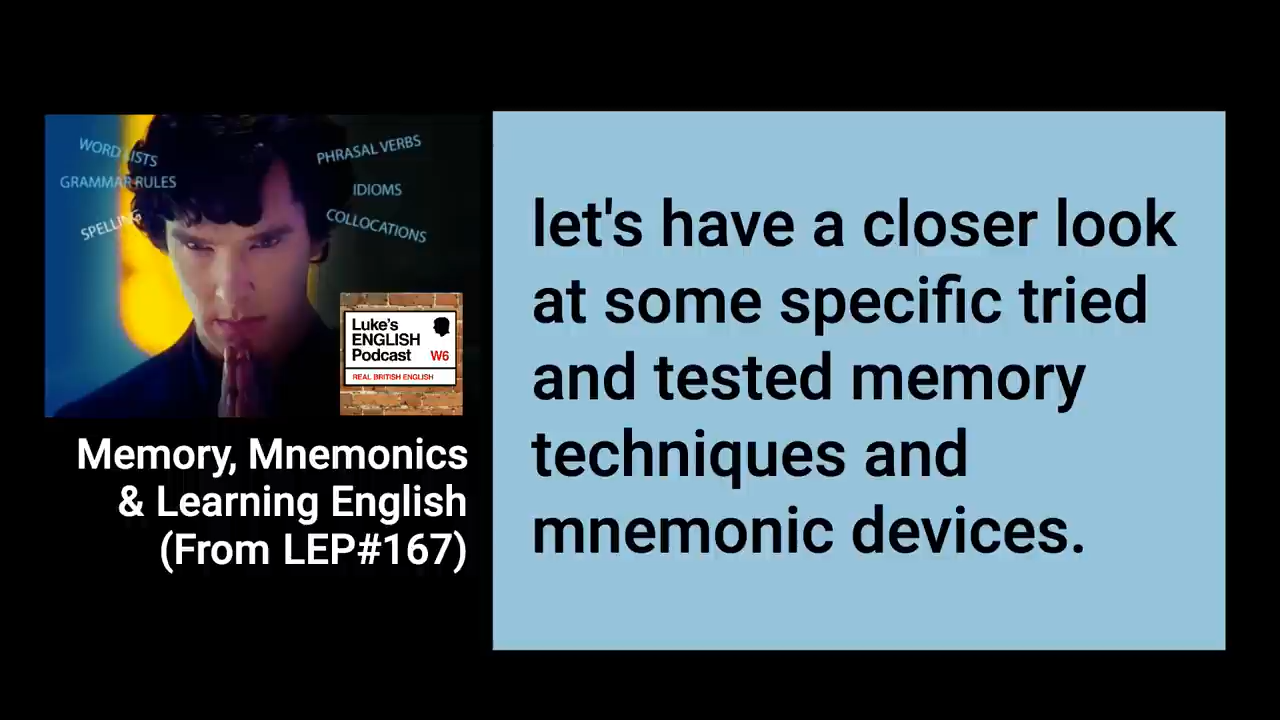 WORD LISTS
GRAMMAR RULES
SPELLING
PHRASAL VERBS
IDIOMS
COLLOCATIONS
Luke's
ENGLISH
Podcast W6
REAL BRITISH ENGLISH
Memory, Mnemonics
& Learning English
(From LEP#167)
let's have a closer look
at some specific tried
and tested memory
techniques and
mnemonic devices.